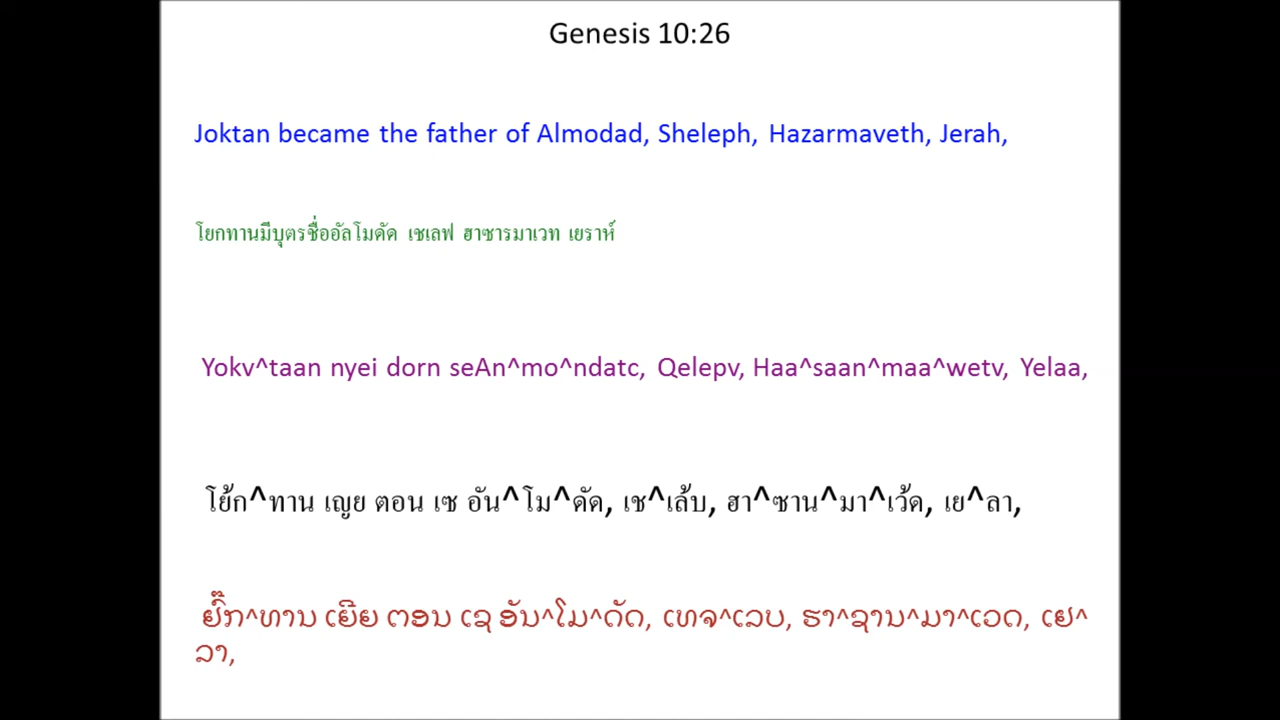 Genesis 10:26
Joktan became the father of Almodad, Sheleph, Hazarmaveth, Jerah,
โยกทานมีบุตรชื่ออัลโมดัด เชเลฟ ฮาซารมาเวท เยราห์
Yokv^taan nyei dorn seAn^mo^ndatc, Qelepv, Haa^saan^maa^wetv, Yelaa,
โย้ก^ทาน เญย ตอน เซ อัน^โม^ดัด, เช^เล้บ, ฮา^ซาน^มา^เว้ด, เย^ลา,
ຢົ໊ກ^ທານ ເຍີຍ ຕອນ ເຊ ອັນ^ໂມ^ດັດ, ເທຈ^ເລບ, ຮາ^ຊານ^ມາ^ເວດ, ເຢ^
ລາ,